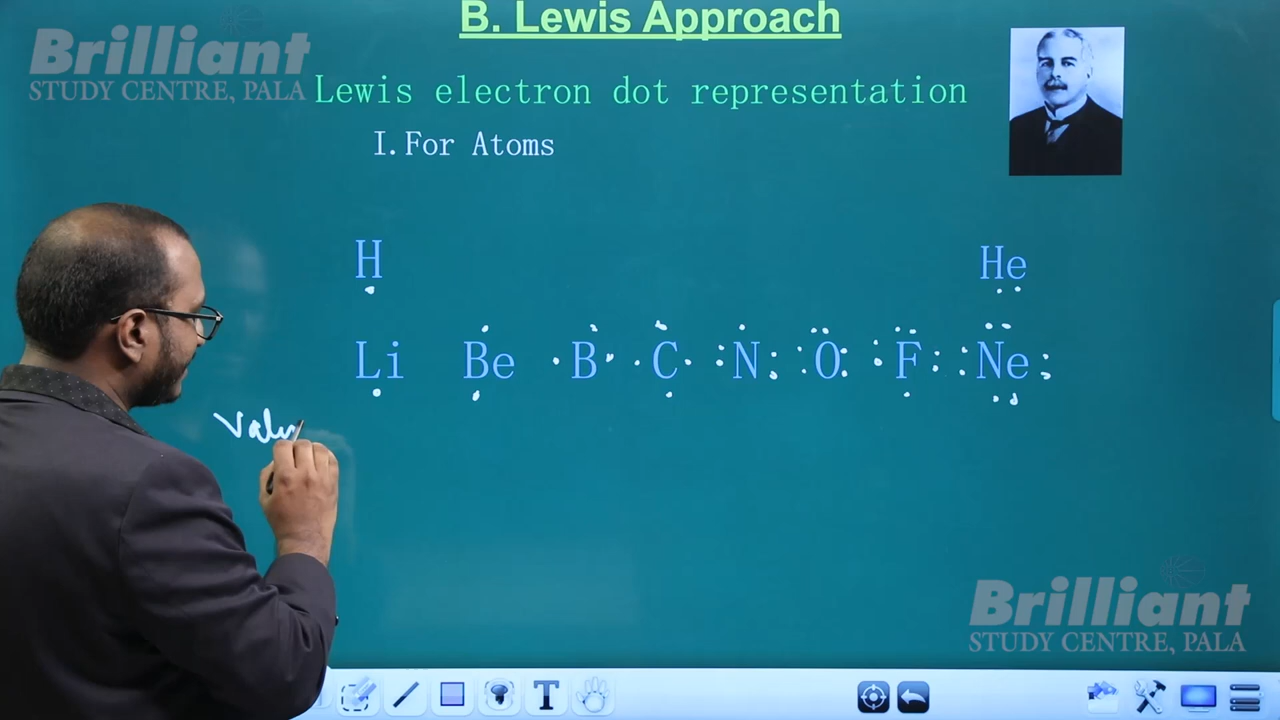 B. Lewis Approach
Brilliant
STUDY CENTRE, PALA
Lewis electron dot representation
I. For Atoms
H He
Li Be B C N O F Ne
Brilliant
STUDY CENTRE, PALA
T